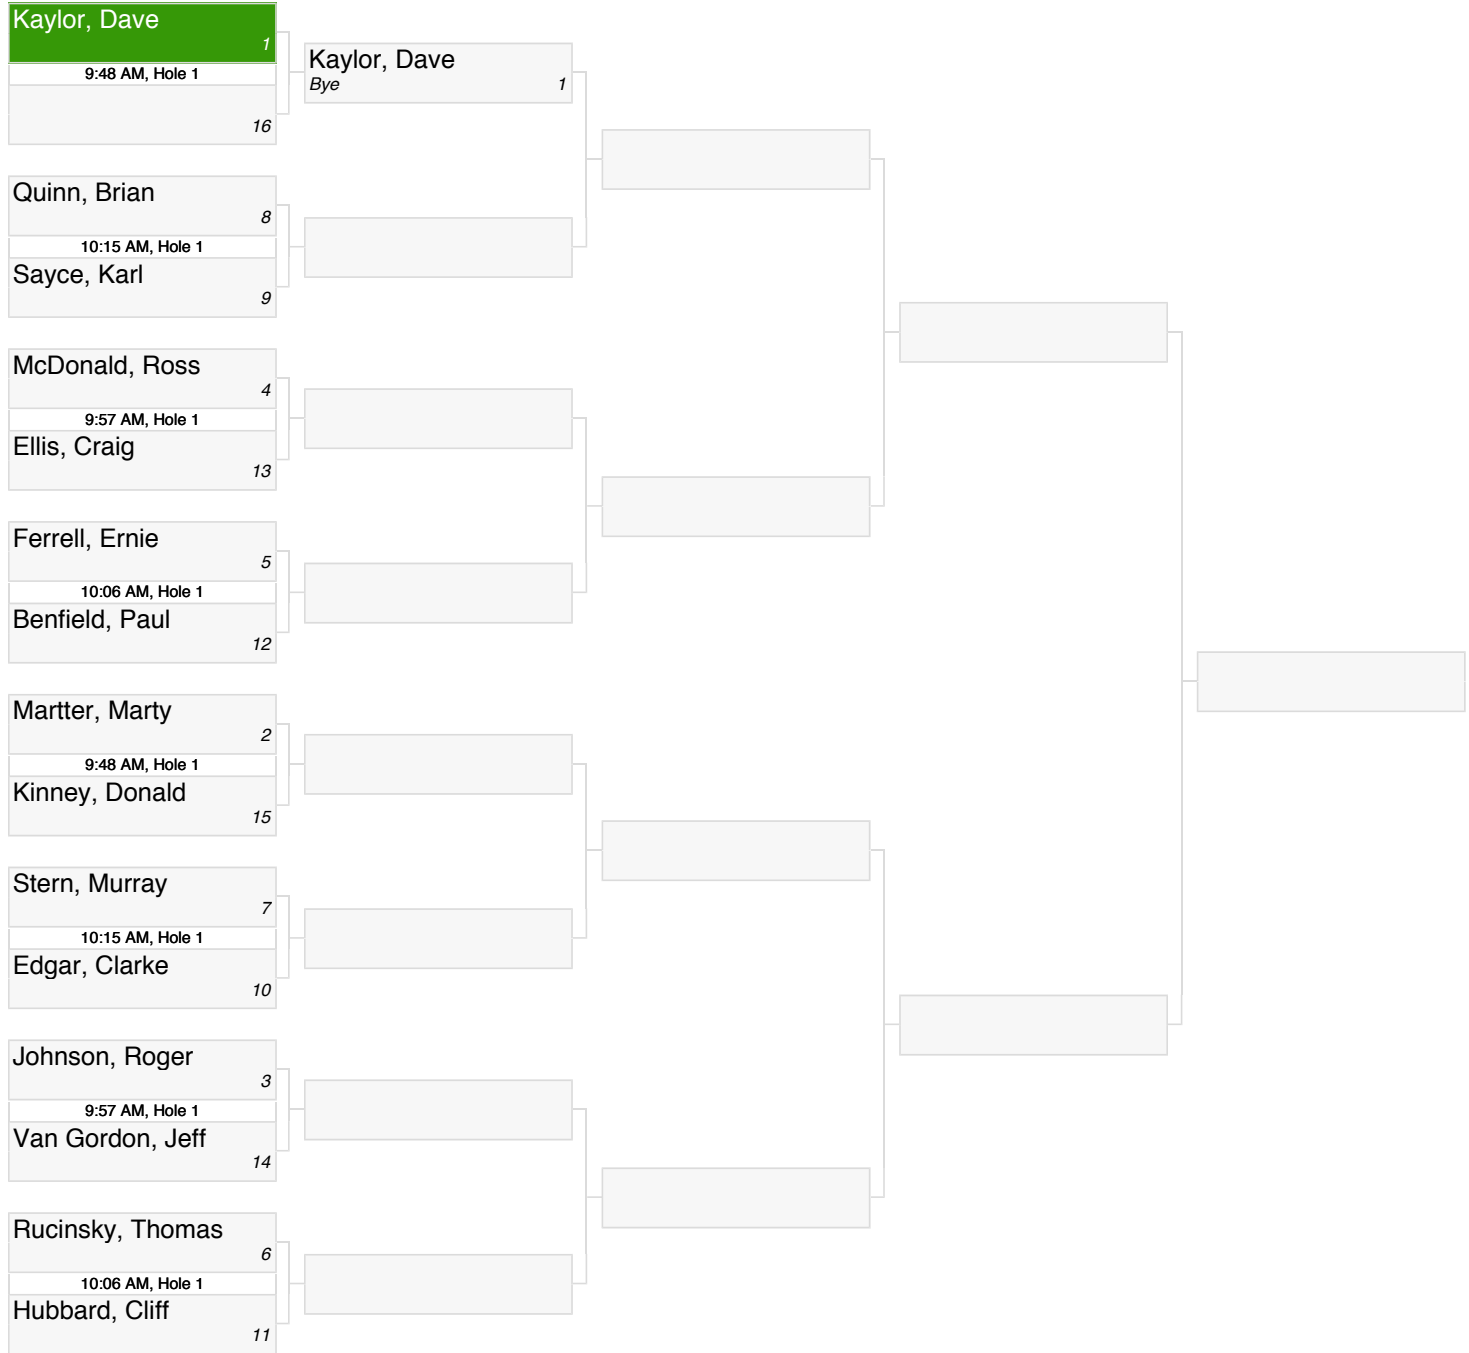 Kaylor, Dave
1
9:48 AM, Hole 1
16
Kaylor, Dave
Bye 1
Quinn, Brian
8
10:15 AM, Hole 1
Sayce, Karl
9
McDonald, Ross
4
9:57 AM, Hole 1
Ellis, Craig
13
Ferrell, Ernie
5
10:06 AM, Hole 1
Benfield, Paul
12
Martter, Marty
2
9:48 AM, Hole 1
Kinney, Donald
15
Stern, Murray
7
10:15 AM, Hole 1
Edgar, Clarke
10
Johnson, Roger
3
9:57 AM, Hole 1
Van Gordon, Jeff
14
Rucinsky, Thomas
6
10:06 AM, Hole 1
Hubbard, Cliff
11